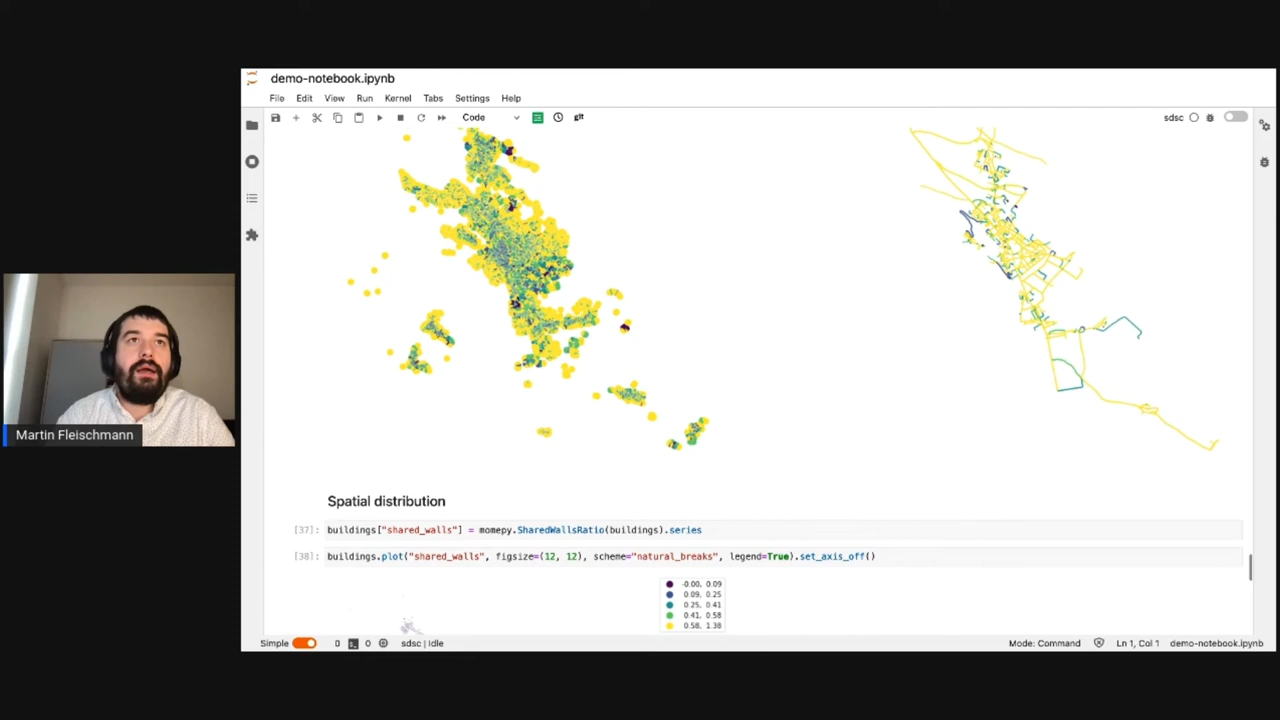 demo-notebook.ipynb
File Edit View Run Kernel Tabs Settings Help
Code
git
sdsc
Martin Fleischmann
Spatial distribution
[37]: buildings["shared_walls"] = momepy.SharedWallsRatio(buildings).series
[38]: buildings.plot("shared_walls", figsize=(12, 12), scheme="natural_breaks", legend=True).set_axis_off()
-0.00, 0.09
0.09, 0.25
0.25, 0.41
0.41, 0.58
0.58, 1.38
Simple 0 0 sdsc | Idle Mode: Command Ln 1, Col 1 demo-notebook.ipynb